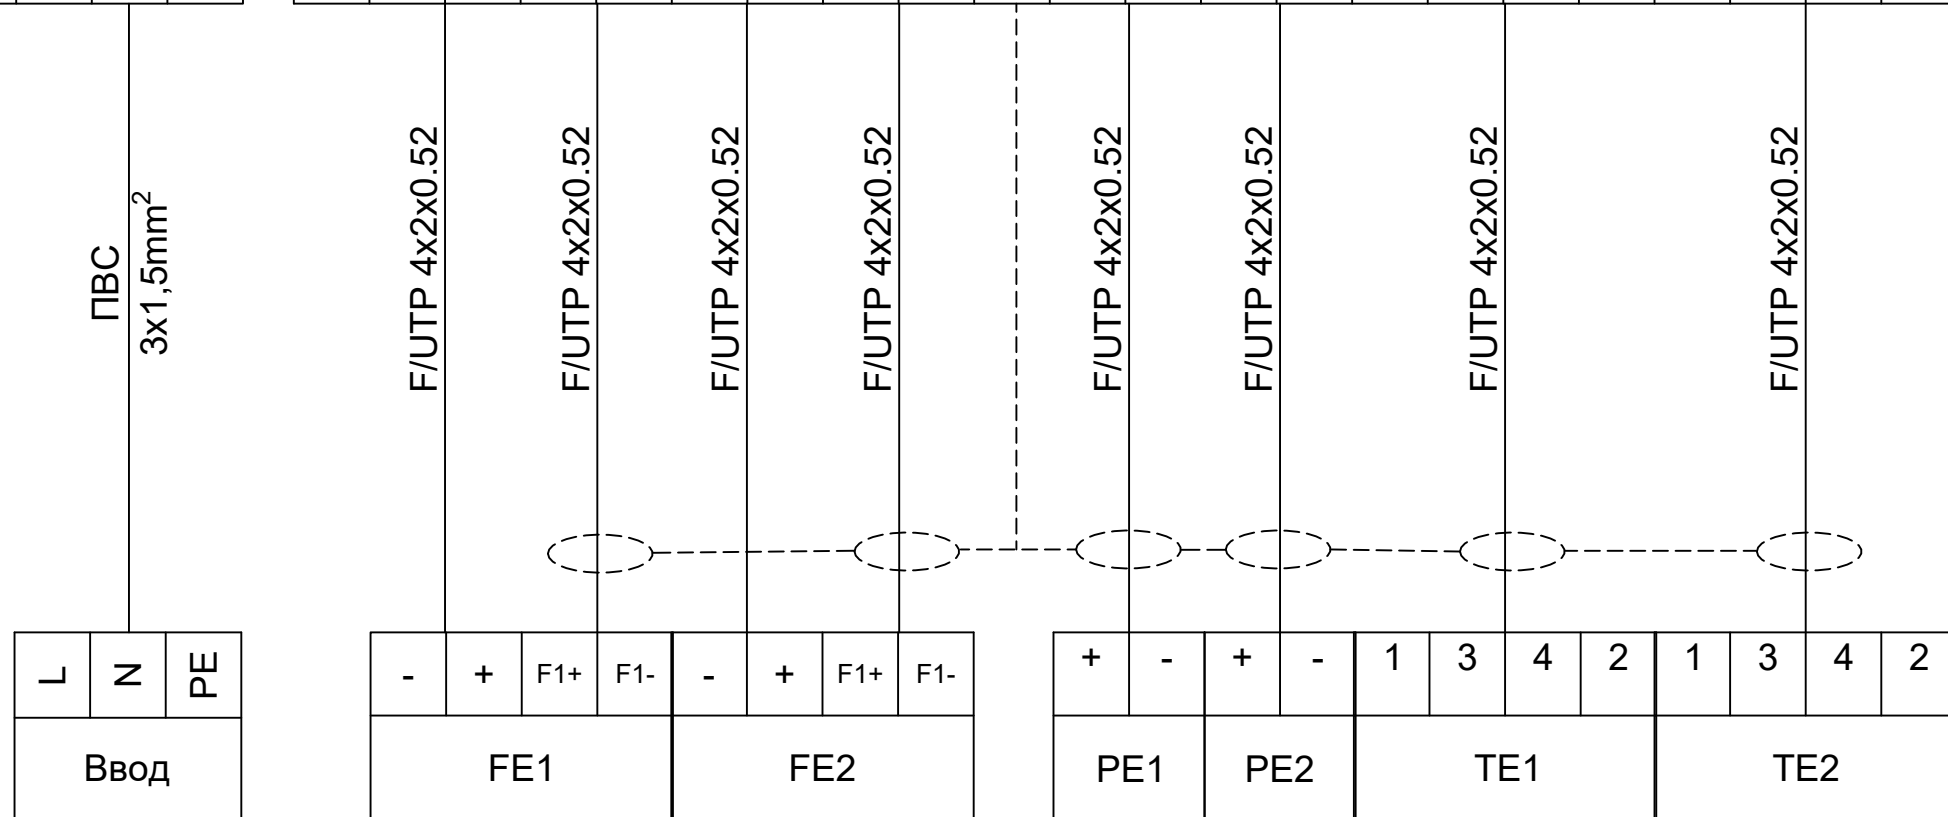 ПВС
3x1,5mm²
F/UTP 4x2x0.52
F/UTP 4x2x0.52
F/UTP 4x2x0.52
F/UTP 4x2x0.52
F/UTP 4x2x0.52
F/UTP 4x2x0.52
F/UTP 4x2x0.52
F/UTP 4x2x0.52
L N PE
- + F1+ F1- - + F1+ F1-
+ - + - 1 3 4 2 1 3 4 2
Ввод
FE1 FE2
PE1 PE2 TE1 TE2